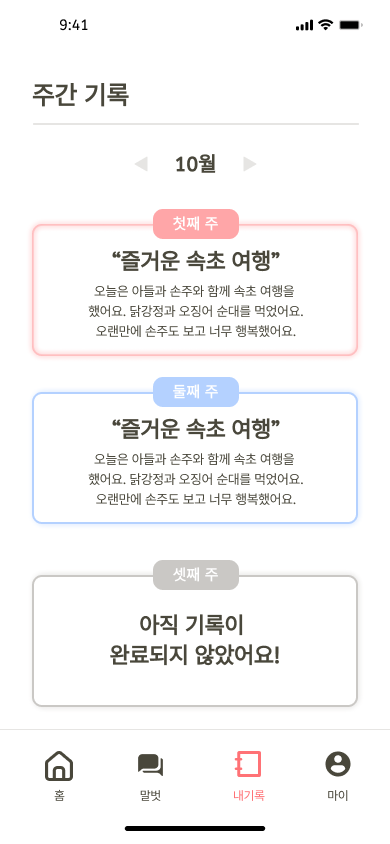 9:41
주간 기록
10월
첫째 주
“즐거운 속초 여행”
오늘은 아들과 손주와 함께 속초 여행을
했어요. 닭강정과 오징어 순대를 먹었어요.
오랜만에 손주도 보고 너무 행복했어요.
둘째 주
“즐거운 속초 여행”
오늘은 아들과 손주와 함께 속초 여행을
했어요. 닭강정과 오징어 순대를 먹었어요.
오랜만에 손주도 보고 너무 행복했어요.
셋째 주
아직 기록이
완료되지 않았어요!
홈 말벗 내기록 마이